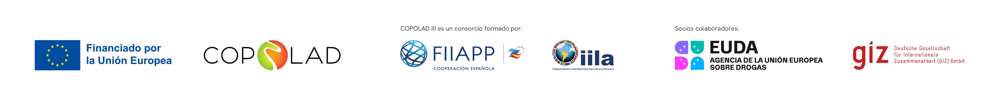 Financiado por
la Unión Europea
COPOLAD
COPOLAD III es un consorcio formado por:
FIIAPP
COOPERACIÓN ESPAÑOLA
iila
Organizzazione internazionale italo-latino americana
Socios colaboradores:
EUDA
AGENCIA DE LA UNIÓN EUROPEA
SOBRE DROGAS
giz
Deutsche Gesellschaft
für Internationale
Zusammenarbeit (GIZ) GmbH